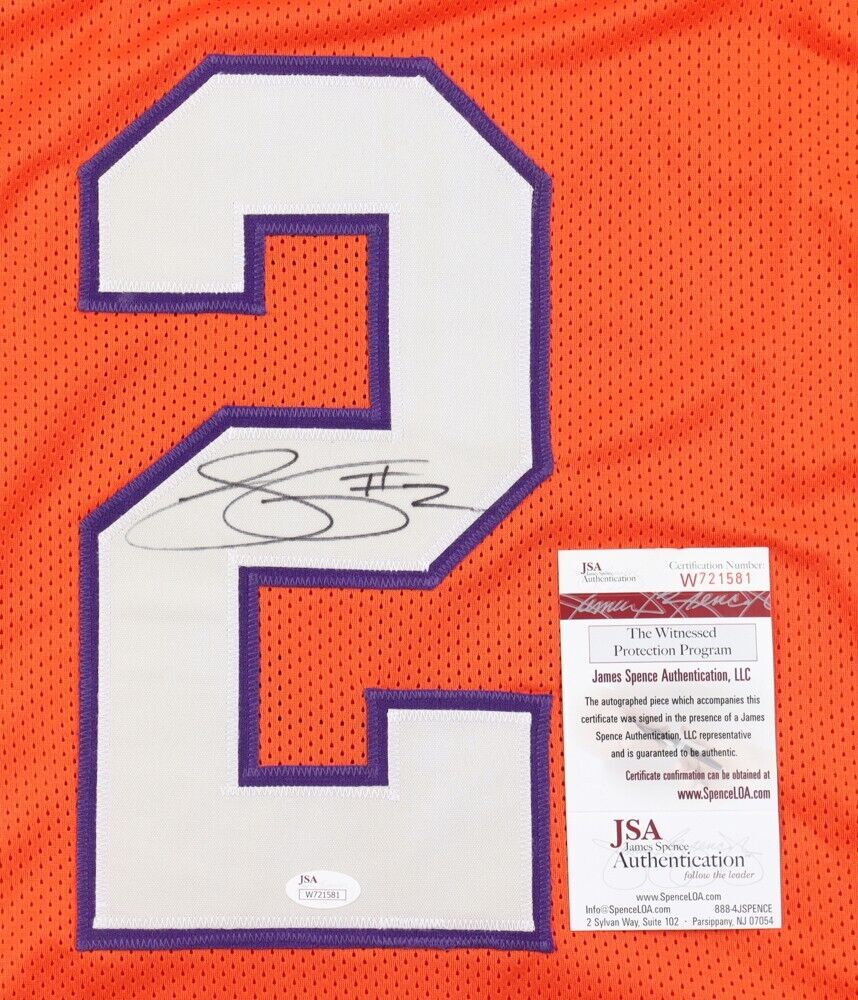 2
#2
JSA
Authentication
Certification Number:
W721581
The Witnessed
Protection Program
James Spence Authentication, LLC
The autographed piece which accompanies this
certificate was signed in the presence of a James
Spence Authentication, LLC representative
and is guaranteed to be authentic.
Certificate confirmation can be obtained at
www.SpenceLOA.com
JSA
James Spence
Authentication
follow the leader
www.SpenceLOA.com
Info@SpenceLOA.com 888-4JSPENCE
2 Sylvan Way, Suite 102 • Parsippany, NJ 07054
JSA
W721581